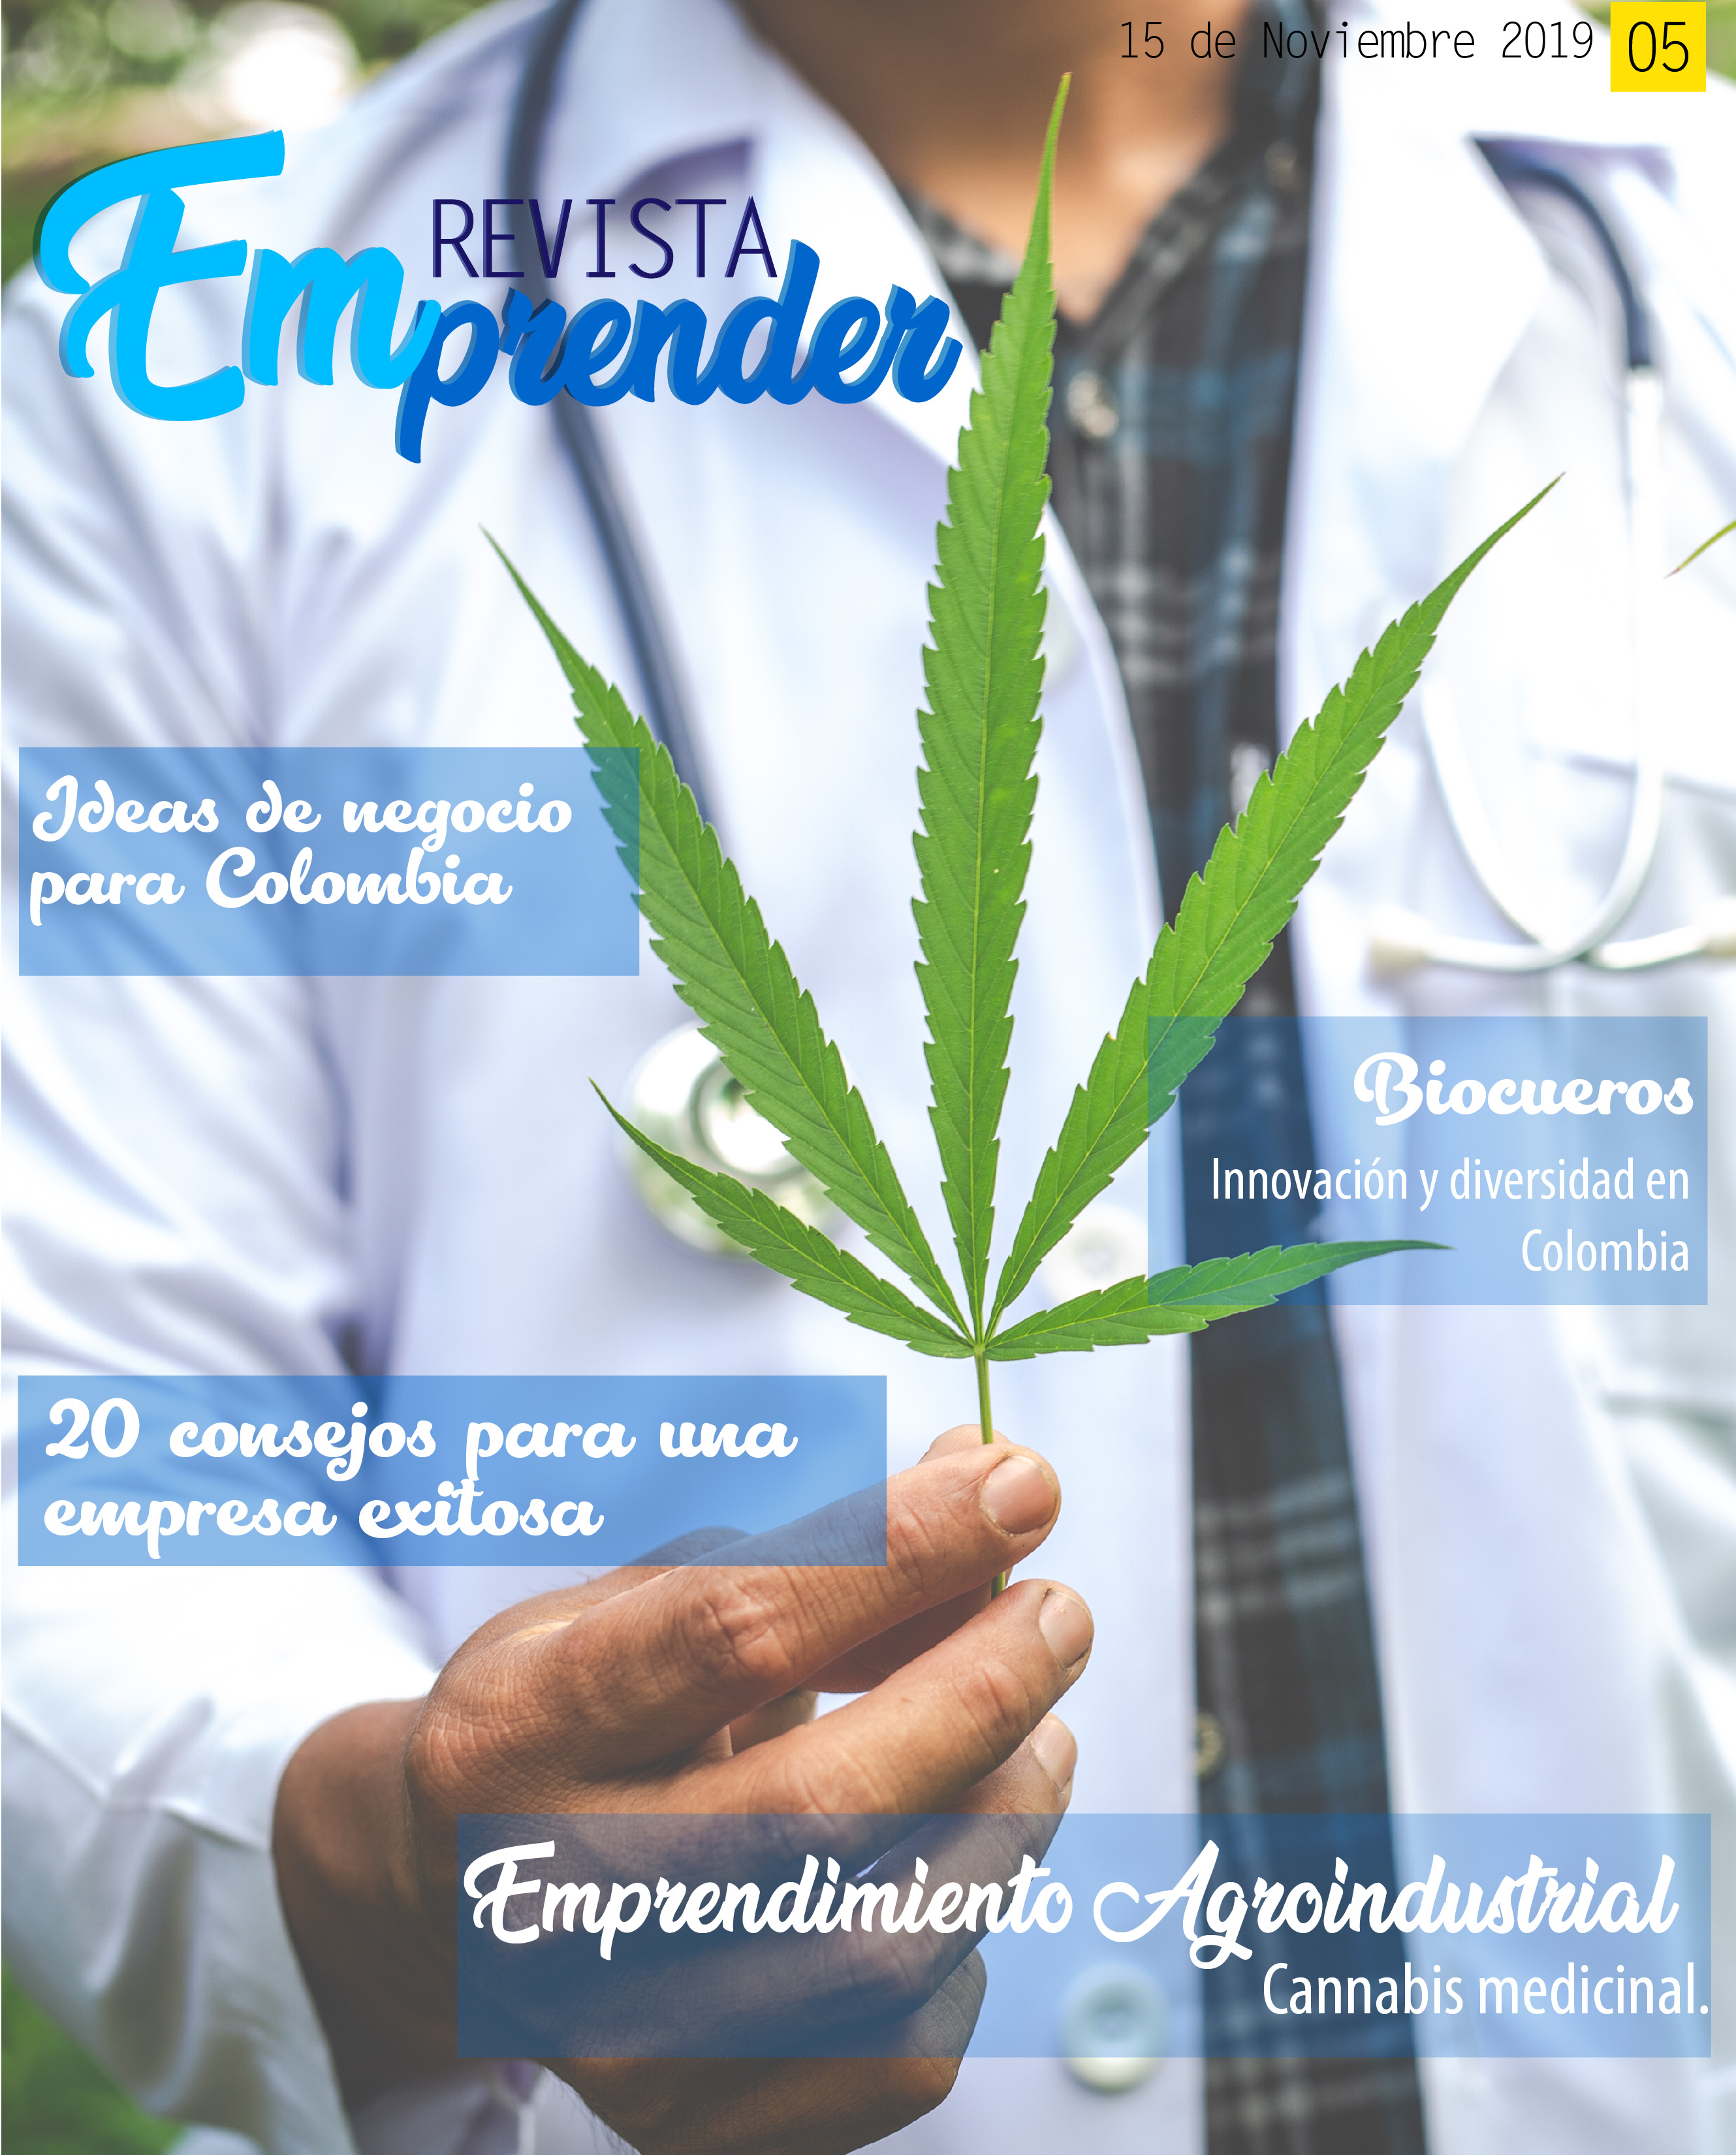 15 de Noviembre 2019 05
REVISTA
Emprender
Ideas de negocio
para Colombia
Biocueros
Innovación y diversidad en
Colombia
20 consejos para una
empresa exitosa
Emprendimiento Agroindustrial
Cannabis medicinal.